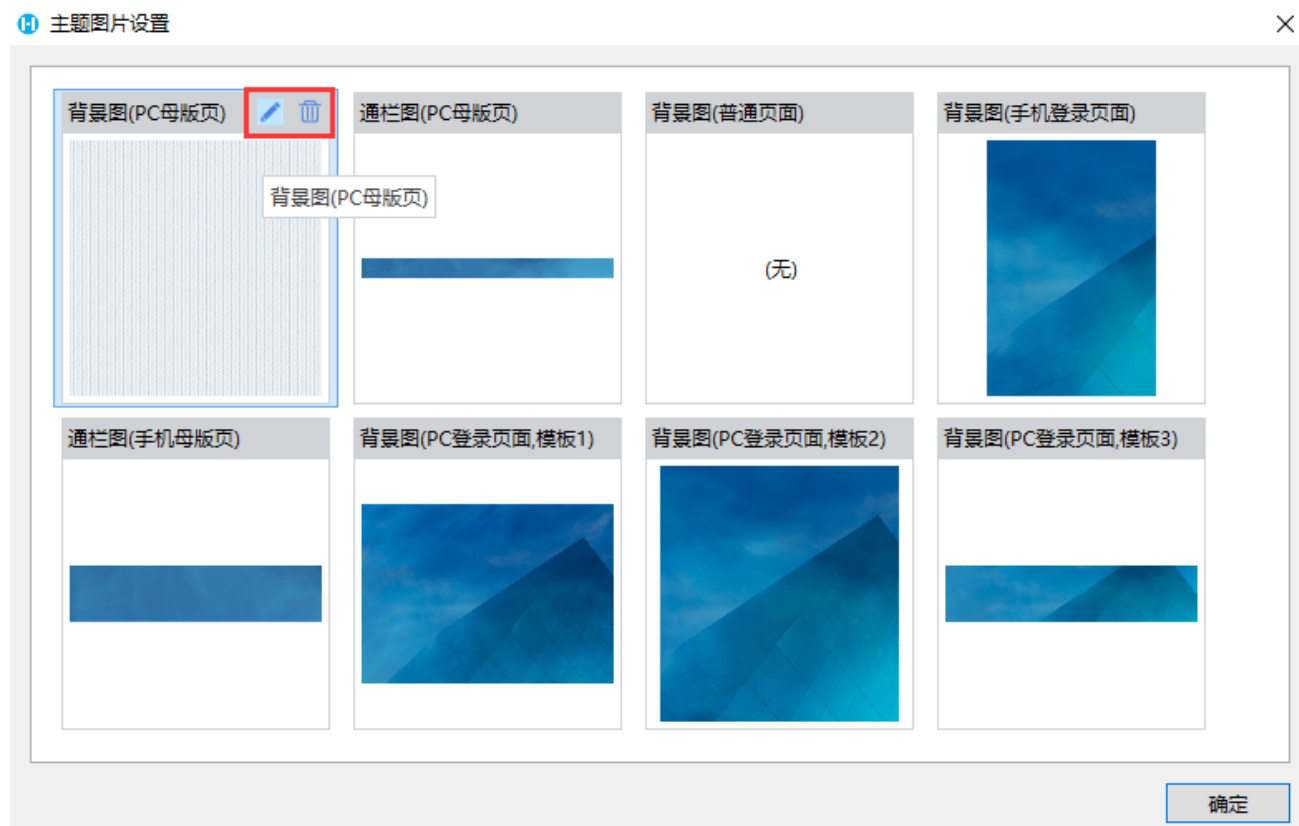 主题图片设置
背景图(PC母版页)
通栏图(PC母版页)
背景图(普通页面)
背景图(手机登录页面)
背景图(PC母版页)
(无)
通栏图(手机母版页)
背景图(PC登录页面,模板1)
背景图(PC登录页面,模板2)
背景图(PC登录页面,模板3)
确定